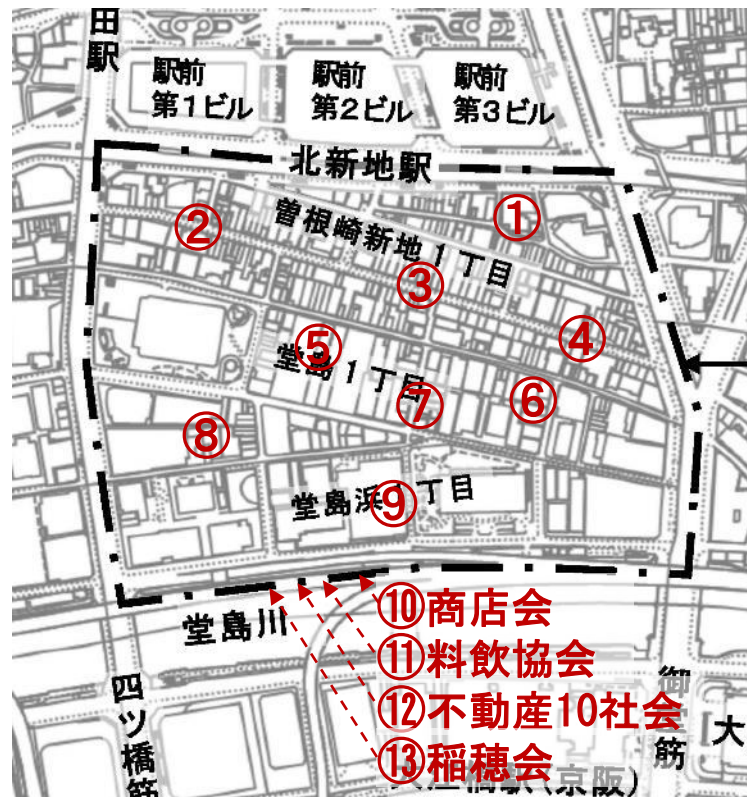 田駅
駅前
第1ビル
駅前
第2ビル
駅前
第3ビル
北新地駅
①
②
曽根崎新地1丁目
③
④
⑤
堂島1丁目
⑥
⑦
⑧
堂島浜1丁目
⑨
⑩商店会
堂島川
⑪料飲協会
⑫不動産10社会
⑬稲穂会
四ツ橋筋
御堂筋
大
橋駅(京阪)